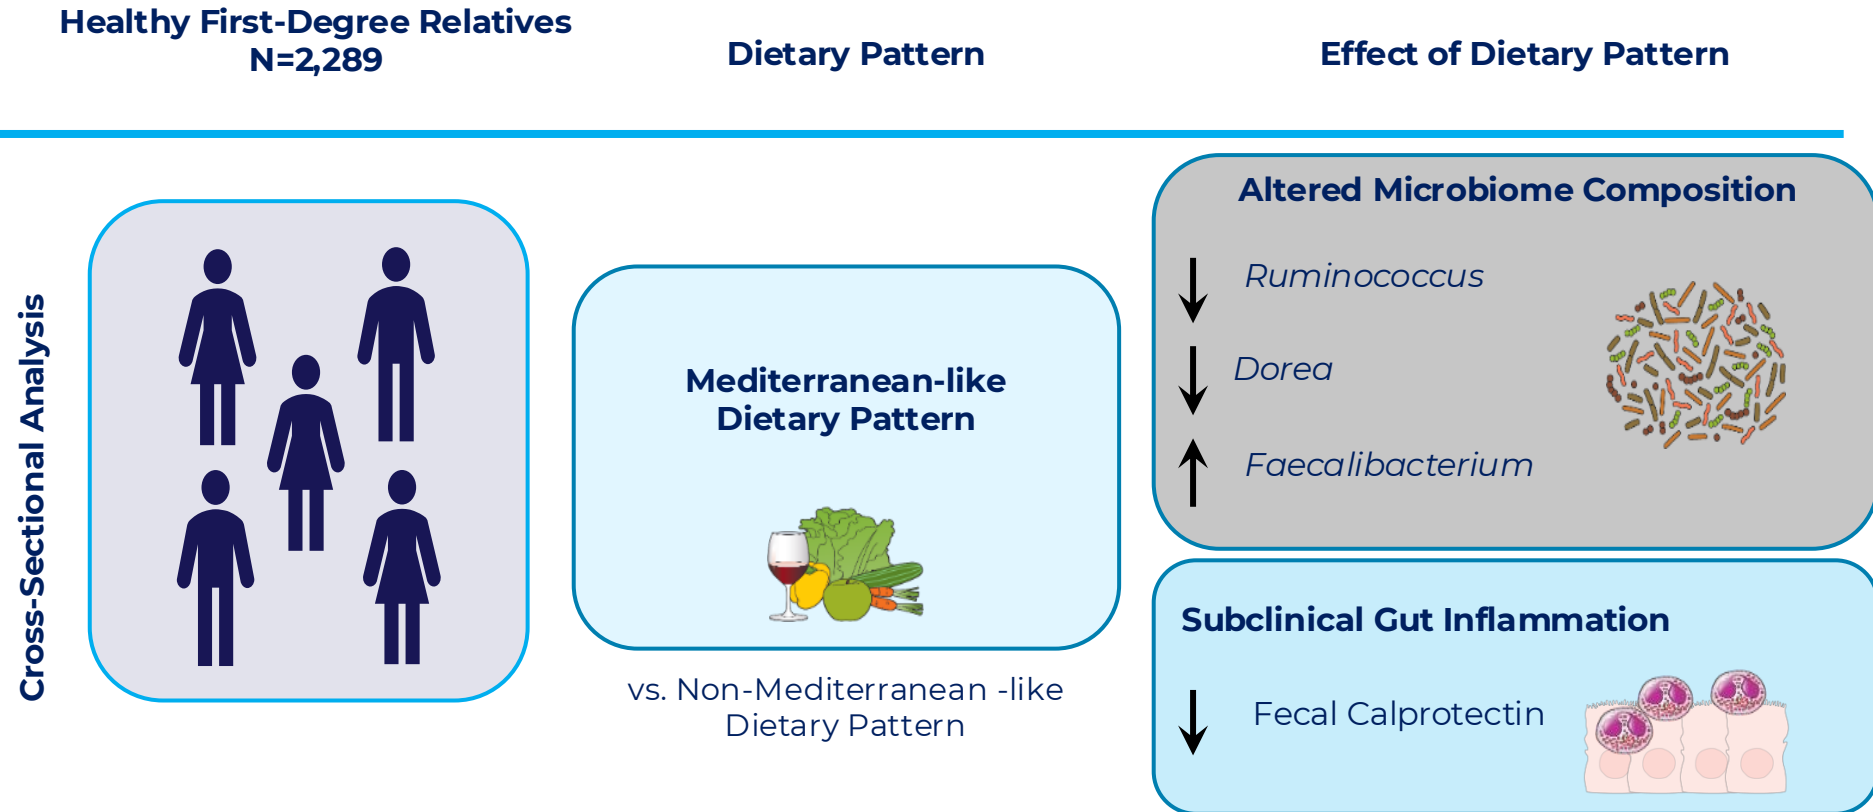 Healthy First-Degree Relatives
N=2,289
Dietary Pattern
Effect of Dietary Pattern
Cross-Sectional Analysis
Mediterranean-like
Dietary Pattern
vs. Non-Mediterranean -like
Dietary Pattern
Altered Microbiome Composition
Ruminococcus
Dorea
Faecalibacterium
Subclinical Gut Inflammation
Fecal Calprotectin